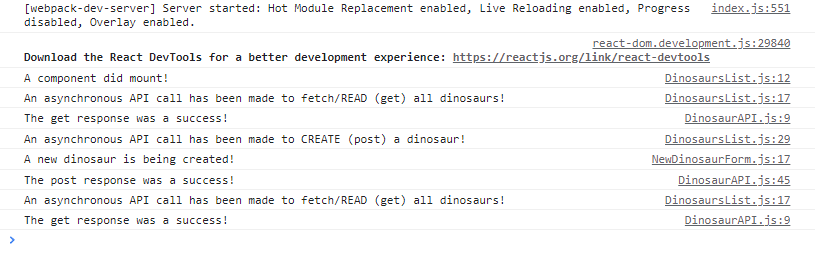 [webpack-dev-server] Server started: Hot Module Replacement enabled, Live Reloading enabled, Progress index.js:551
disabled, Overlay enabled.
react-dom.development.js:29840
Download the React DevTools for a better development experience: https://reactjs.org/link/react-devtools
A component did mount! DinosaursList.js:12
An asynchronous API call has been made to fetch/READ (get) all dinosaurs! DinosaursList.js:17
The get response was a success! DinosaurAPI.js:9
An asynchronous API call has been made to CREATE (post) a dinosaur! DinosaursList.js:29
A new dinosaur is being created! NewDinosaurForm.js:17
The post response was a success! DinosaurAPI.js:45
An asynchronous API call has been made to fetch/READ (get) all dinosaurs! DinosaursList.js:17
The get response was a success! DinosaurAPI.js:9